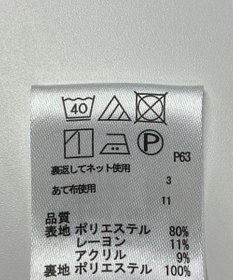 40
P
P63
裏返してネット使用
3
あて布使用
11
品質
表地 ポリエステル 80%
レーヨン 11%
アクリル 9%
裏地 ポリエステル 100%